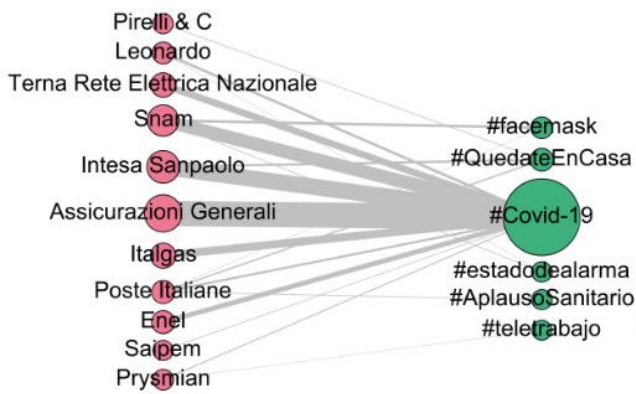 Pirelli & C
Leonardo
Terna Rete Elettrica Nazionale
Snam
Intesa Sanpaolo
Assicurazioni Generali
Italgas
Poste Italiane
Enel
Saipem
Prysmian
#facemask
#QuedateEnCasa
#Covid-19
#estadodealarma
#AplausoSanitario
#teletrabajo